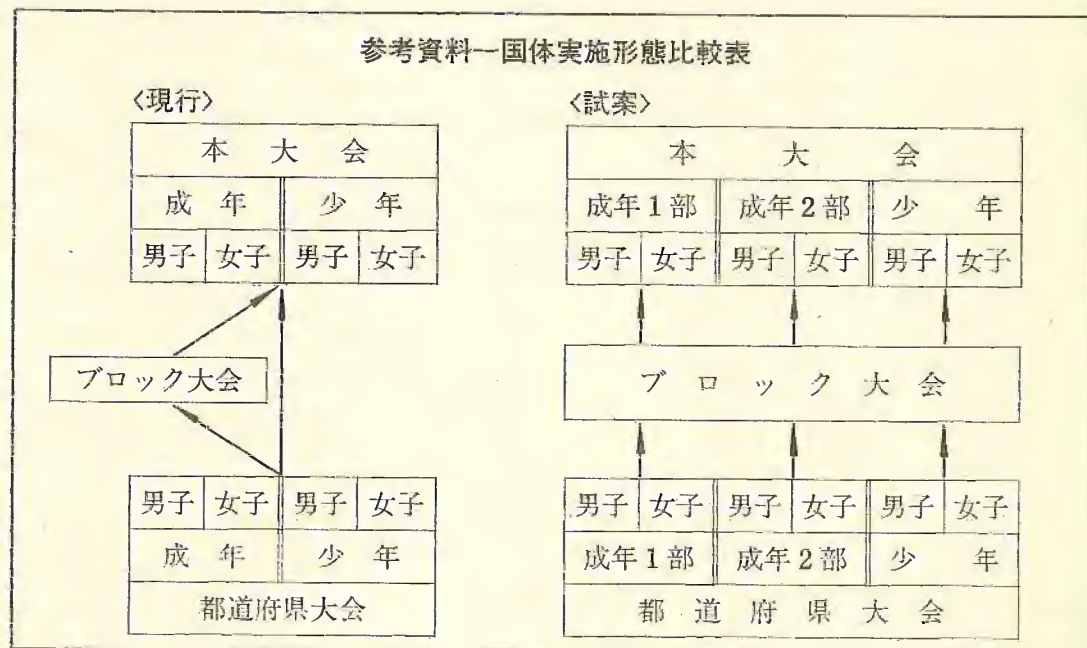 参考資料―国体実施形態比較表
〈現行〉
本大会
成年 少年
男子 女子 男子 女子
ブロック大会
男子 女子 男子 女子
成年 少年
都道府県大会
〈試案〉
本大会
成年1部 成年2部 少年
男子 女子 男子 女子 男子 女子
ブロック大会
男子 女子 男子 女子 男子 女子
成年1部 成年2部 少年
都道府県大会